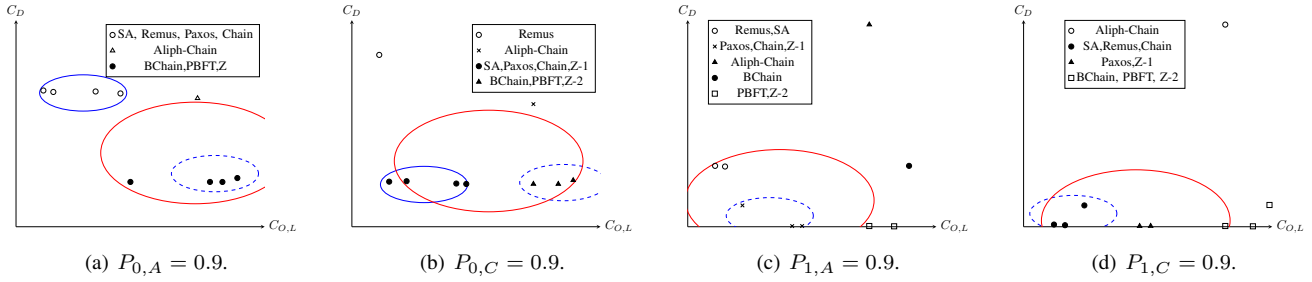 C_D
SA, Remus, Paxos, Chain
Aliph-Chain
BChain,PBFT,Z
C_{O,L}
(a) P_{0,A} = 0.9.
C_D
Remus
Aliph-Chain
SA,Paxos,Chain,Z-1
BChain,PBFT,Z-2
C_{O,L}
(b) P_{0,C} = 0.9.
C_D
Remus,SA
Paxos,Chain,Z-1
Aliph-Chain
BChain
PBFT,Z-2
C_{O,L}
(c) P_{1,A} = 0.9.
C_D
Aliph-Chain
SA,Remus,Chain
Paxos,Z-1
BChain, PBFT, Z-2
C_{O,L}
(d) P_{1,C} = 0.9.